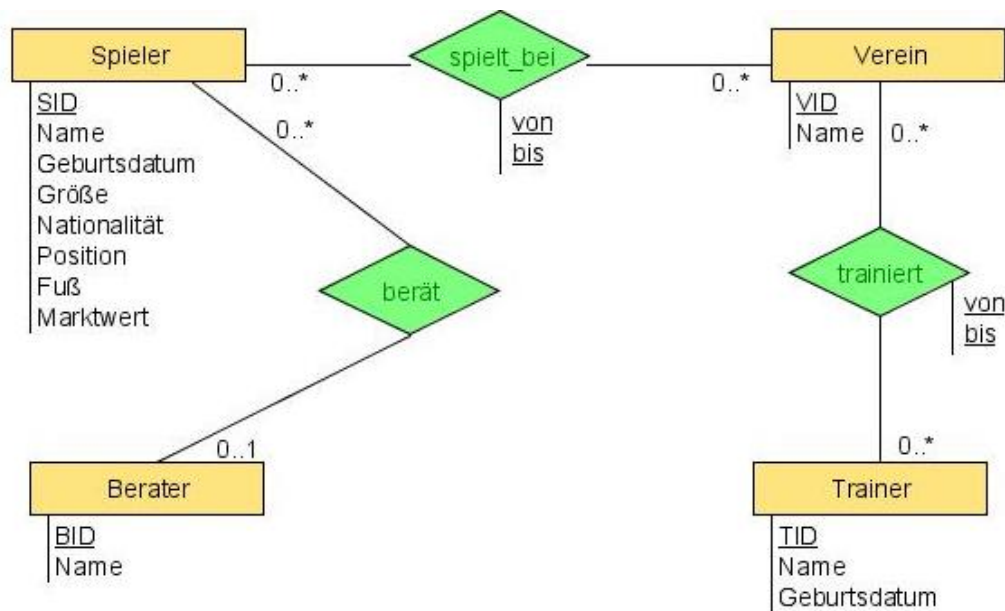 Spieler
SID
Name
Geburtsdatum
Größe
Nationalität
Position
Fuß
Marktwert
0..*
0..*
spielt_bei
von
bis
0..*
Verein
VID
Name
0..*
berät
trainiert
von
bis
0..1
0..*
Berater
BID
Name
Trainer
TID
Name
Geburtsdatum